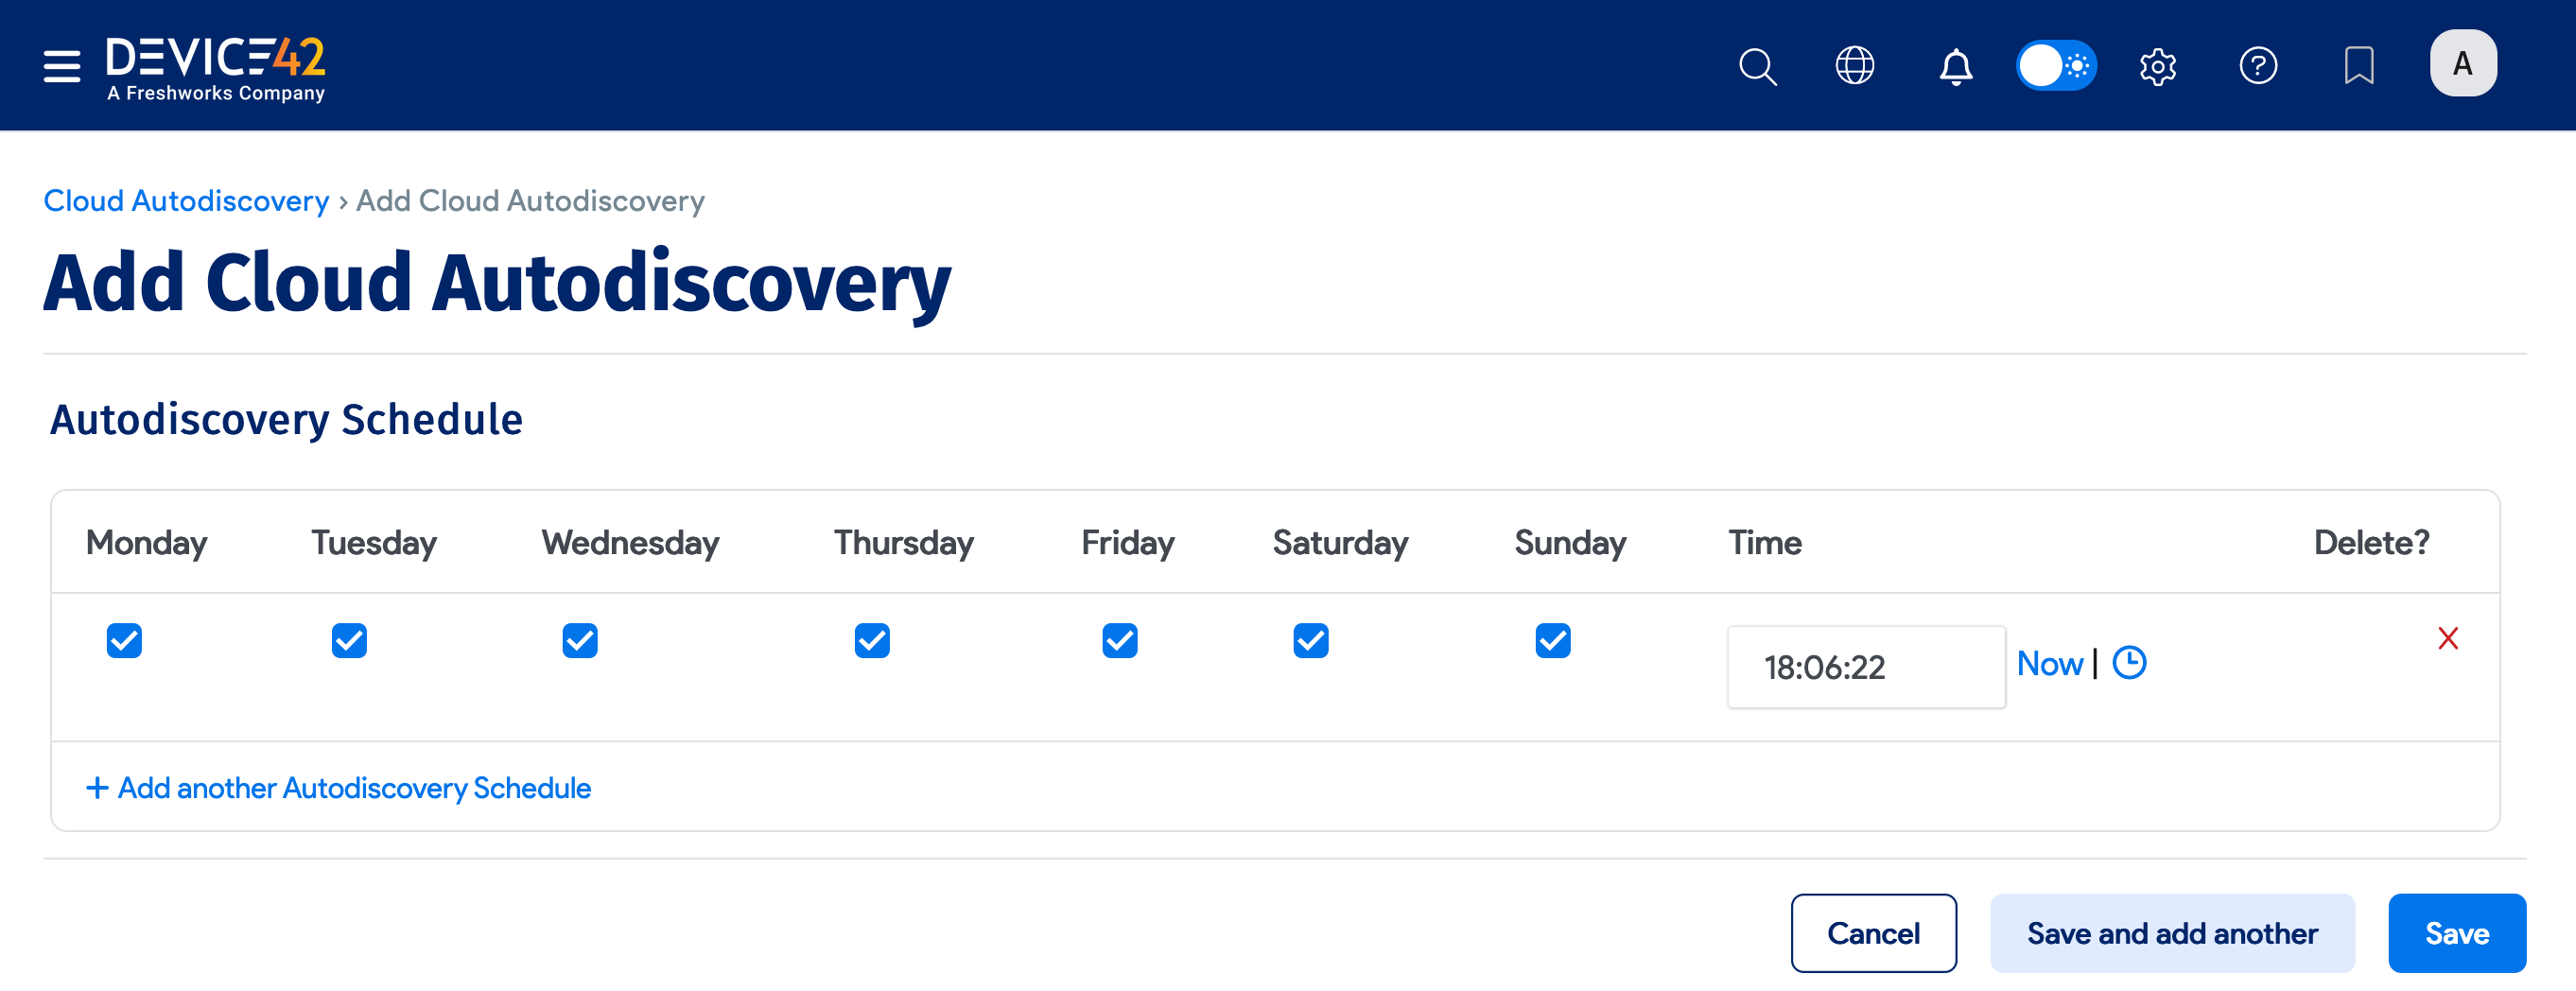 DEVICE42
A Freshworks Company
A
Cloud Autodiscovery › Add Cloud Autodiscovery
Add Cloud Autodiscovery
Autodiscovery Schedule
Monday Tuesday Wednesday Thursday Friday Saturday Sunday Time Delete?
18:06:22 Now |
+ Add another Autodiscovery Schedule
Cancel Save and add another Save